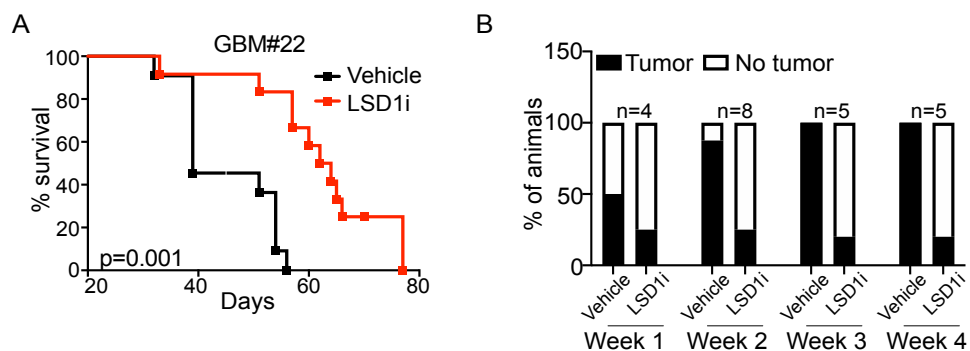 A
GBM#22
% survival
100
80
60
40
20
0
Vehicle
LSD1i
p=0.001
20
40
60
80
Days
B
% of animals
150
100
50
0
Tumor
No tumor
n=4
n=8
n=5
n=5
Vehicle
LSD1i
Vehicle
LSD1i
Vehicle
LSD1i
Vehicle
LSD1i
Week 1
Week 2
Week 3
Week 4